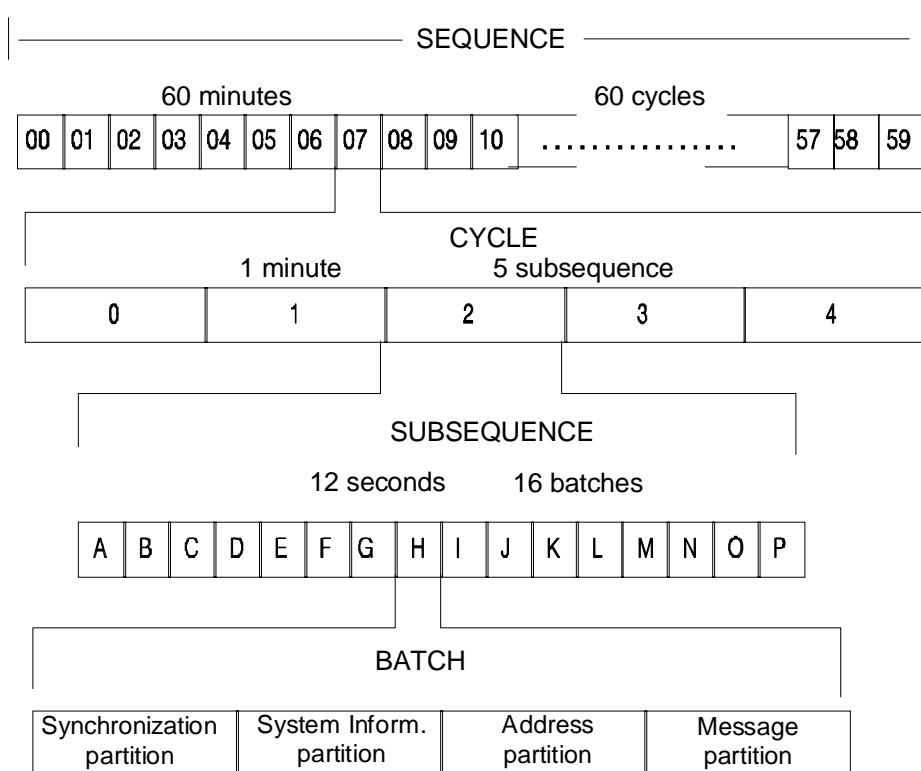 SEQUENCE
60 minutes 60 cycles
00 01 02 03 04 05 06 07 08 09 10 ................ 57 58 59
CYCLE
1 minute 5 subsequence
0 1 2 3 4
SUBSEQUENCE
12 seconds 16 batches
A B C D E F G H I J K L M N O P
BATCH
Synchronization partition
System Inform. partition
Address partition
Message partition